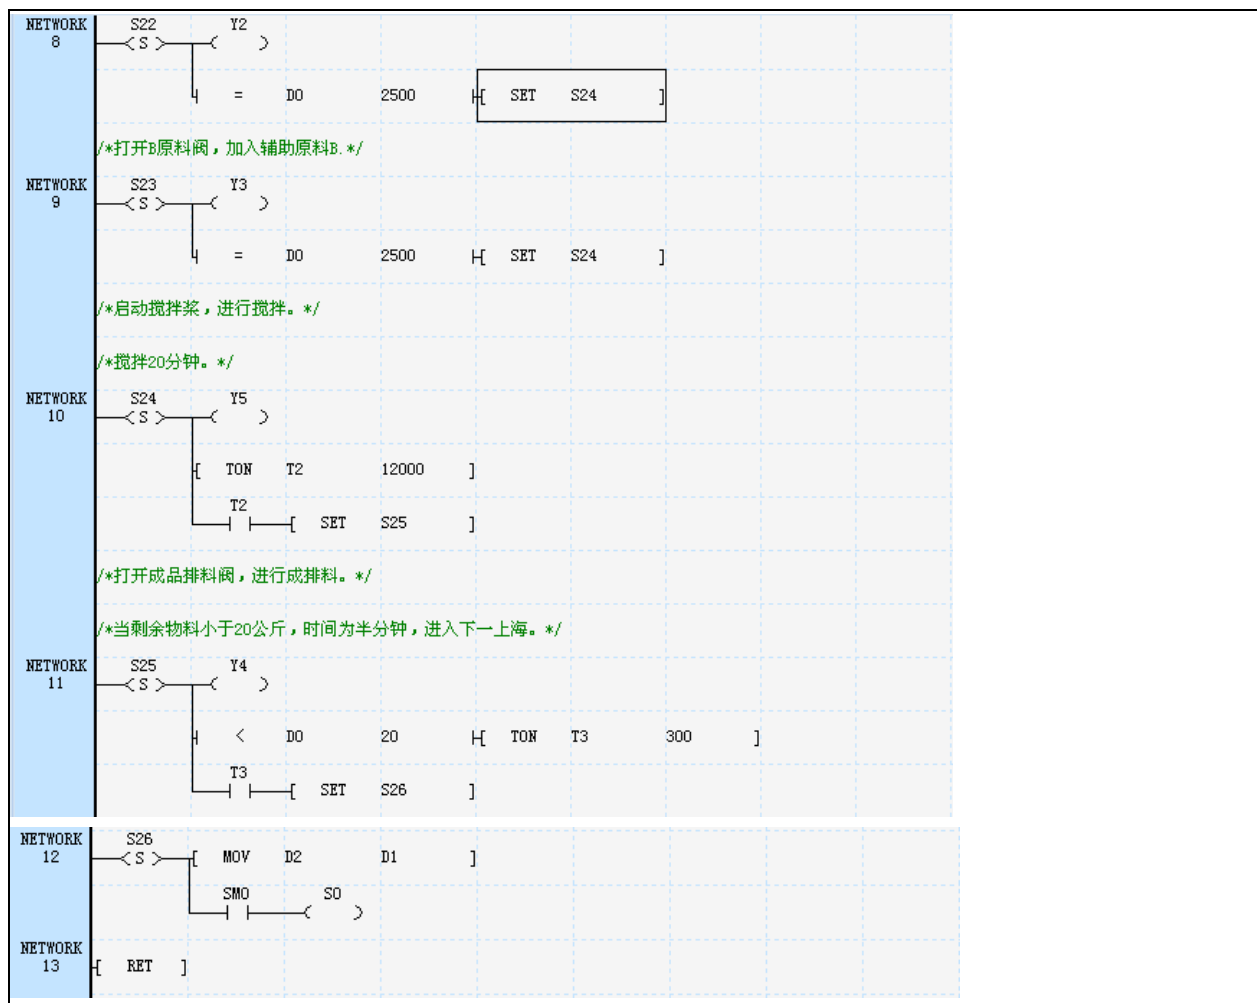 NETWORK 8 S22 Y2
S
= D0 2500 SET S24
/*打开B原料阀，加入辅助原料B.*/
NETWORK 9 S23 Y3
S
= D0 2500 SET S24
/*启动搅拌桨，进行搅拌。*/
/*搅拌20分钟。*/
NETWORK 10 S24 Y5
S
TON T2 12000
T2
SET S25
/*打开成品排料阀，进行成排料。*/
/*当剩余物料小于20公斤，时间为半分钟，进入下一上海。*/
NETWORK 11 S25 Y4
S
< D0 20 TON T3 300
T3
SET S26
NETWORK 12 S26
S MOV D2 D1
SM0 S0
NETWORK 13
RET